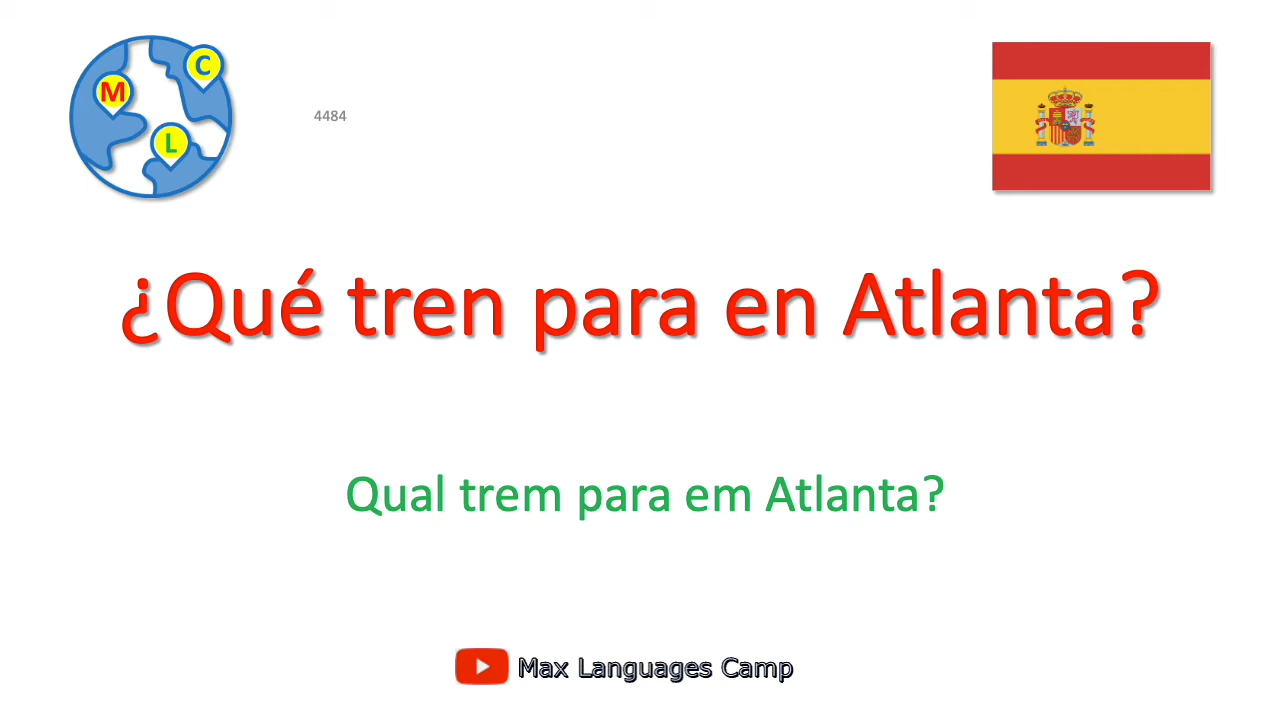 M
C
L
4484
¿Qué tren para en Atlanta?
Qual trem para em Atlanta?
Max Languages Camp